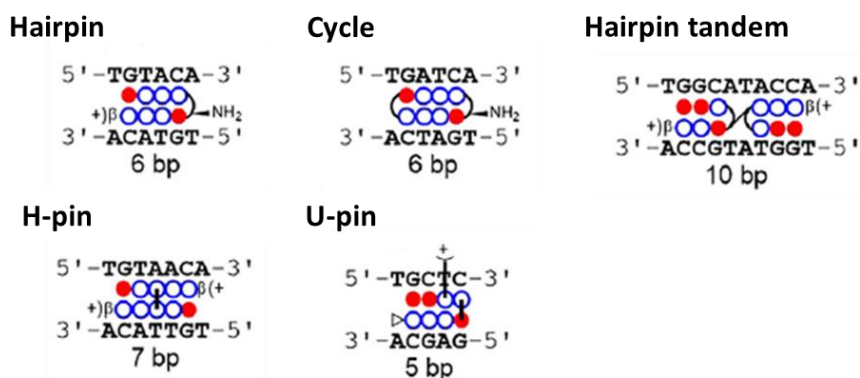 Hairpin
5'-TGTACA-3'
+)β
NH₂
3'-ACATGT-5'
6 bp
Cycle
5'-TGATCA-3'
NH₂
3'-ACTAGT-5'
6 bp
Hairpin tandem
5'-TGGCATACCA-3'
β(+
+)β
3'-ACCGTATGGT-5'
10 bp
H-pin
5'-TGTAACA-3'
β(+
+)β
3'-ACATTGT-5'
7 bp
U-pin
+
5'-TGCTC-3'
3'-ACGAG-5'
5 bp